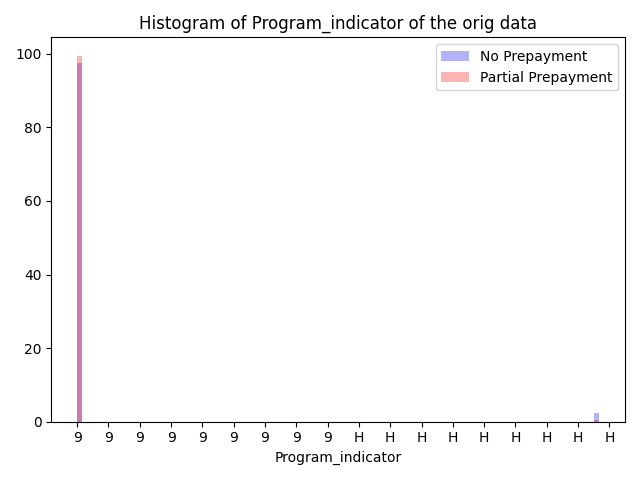 Histogram of Program_indicator of the orig data
No Prepayment
Partial Prepayment
100
80
60
40
20
0
9 9 9 9 9 9 9 9 9 H H H H H H H H H
Program_indicator